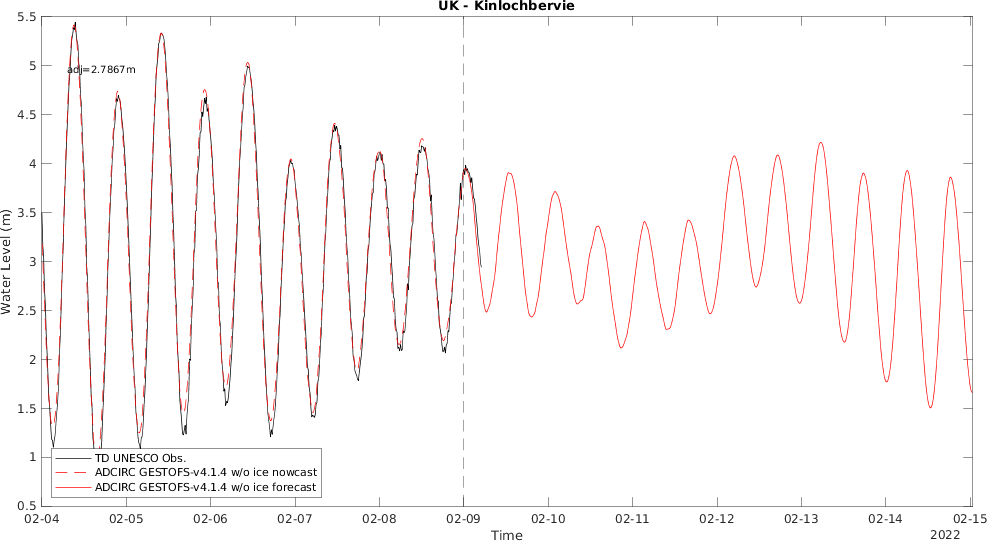 UK - Kinlochbervie
5.5
5
4.5
4
3.5
3
2.5
2
1.5
1
0.5
Water Level (m)
adj=2.7867m
TD UNESCO Obs.
ADCIRC GESTOFS-v4.1.4 w/o ice nowcast
ADCIRC GESTOFS-v4.1.4 w/o ice forecast
02-04 02-05 02-06 02-07 02-08 02-09 02-10 02-11 02-12 02-13 02-14 02-15
Time
2022